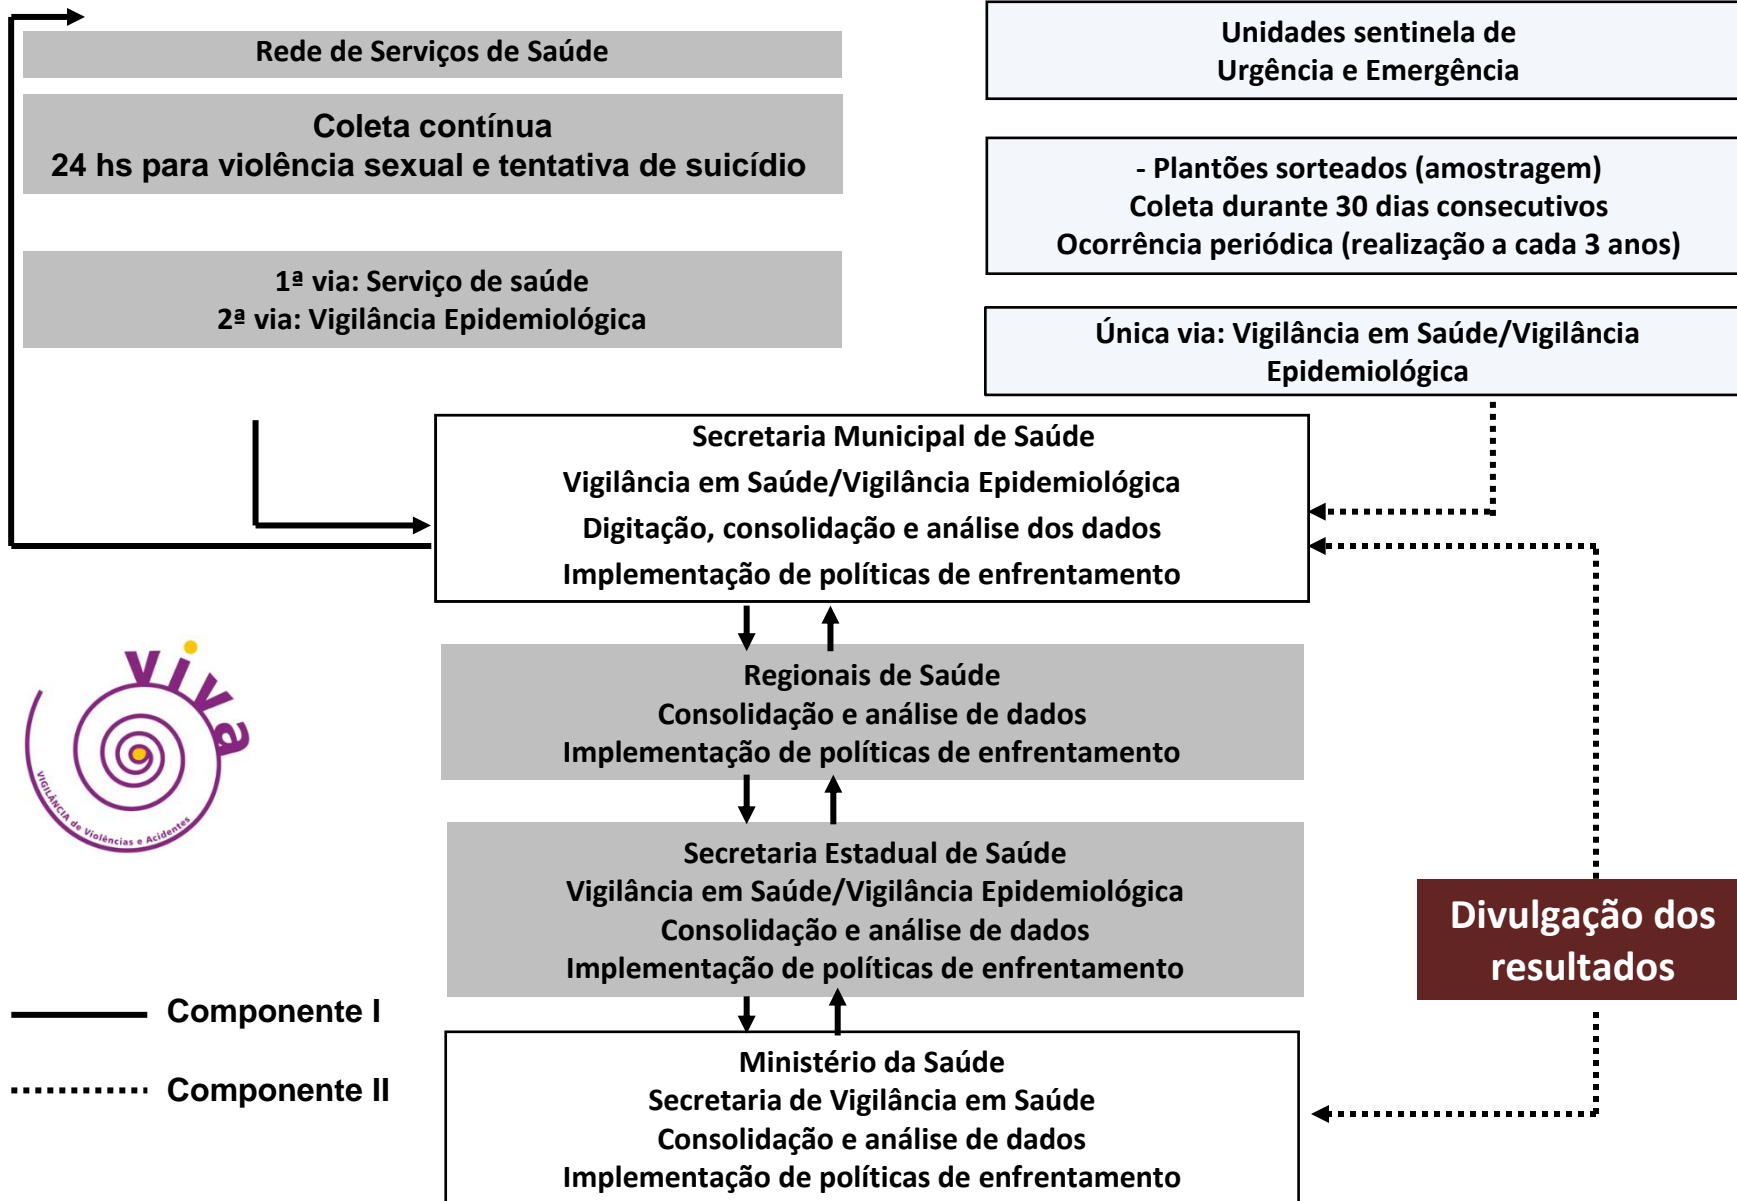 Rede de Serviços de Saúde
Coleta contínua
24 hs para violência sexual e tentativa de suicídio
1ª via: Serviço de saúde
2ª via: Vigilância Epidemiológica
Unidades sentinela de
Urgência e Emergência
- Plantões sorteados (amostragem)
Coleta durante 30 dias consecutivos
Ocorrência periódica (realização a cada 3 anos)
Única via: Vigilância em Saúde/Vigilância
Epidemiológica
Secretaria Municipal de Saúde
Vigilância em Saúde/Vigilância Epidemiológica
Digitação, consolidação e análise dos dados
Implementação de políticas de enfrentamento
Regionais de Saúde
Consolidação e análise de dados
Implementação de políticas de enfrentamento
viva
VIGILÂNCIA de Violências e Acidentes
Secretaria Estadual de Saúde
Vigilância em Saúde/Vigilância Epidemiológica
Consolidação e análise de dados
Implementação de políticas de enfrentamento
Divulgação dos
resultados
Componente I
Componente II
Ministério da Saúde
Secretaria de Vigilância em Saúde
Consolidação e análise de dados
Implementação de políticas de enfrentamento